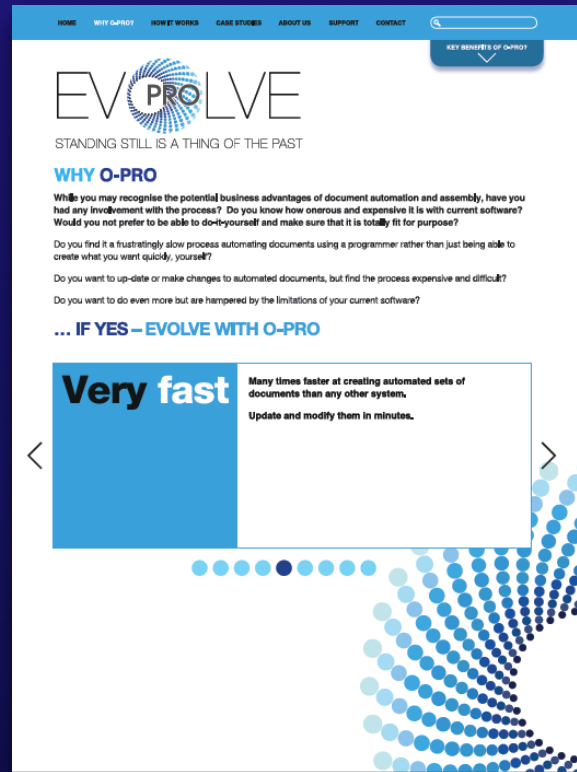 HOME WHY O-PRO? HOW IT WORKS CASE STUDIES ABOUT US SUPPORT CONTACT
KEY BENEFITS OF O-PRO?
EVOLVE
PRO
STANDING STILL IS A THING OF THE PAST
WHY O-PRO
While you may recognise the potential business advantages of document automation and assembly, have you
had any involvement with the process? Do you know how onerous and expensive it is with current software?
Would you not prefer to be able to do-it-yourself and make sure that it is totally fit for purpose?
Do you find it a frustratingly slow process automating documents using a programmer rather than just being able to
create what you want quickly, yourself?
Do you want to up-date or make changes to automated documents, but find the process expensive and difficult?
Do you want to do even more but are hampered by the limitations of your current software?
... IF YES – EVOLVE WITH O-PRO
Very fast
Many times faster at creating automated sets of
documents than any other system.
Update and modify them in minutes.